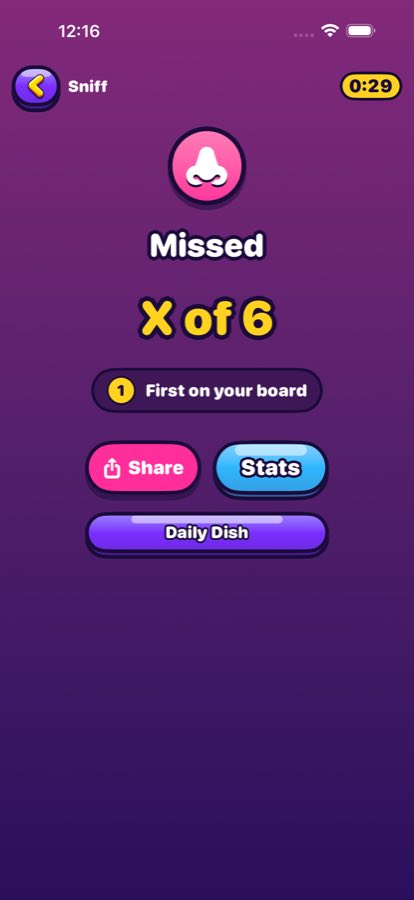 12:16
Sniff
0:29
Missed
X of 6
1 First on your board
Share
Stats
Daily Dish